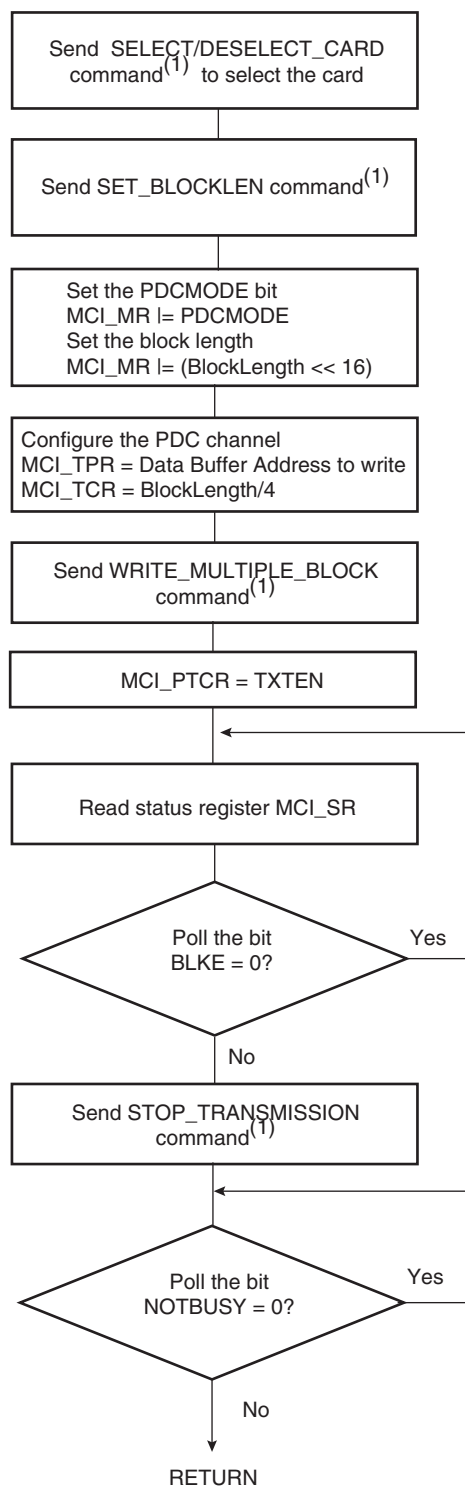 Send SELECT/DESELECT_CARD
command(1) to select the card
Send SET_BLOCKLEN command(1)
Set the PDCMODE bit
MCI_MR |= PDCMODE
Set the block length
MCI_MR |= (BlockLength << 16)
Configure the PDC channel
MCI_TPR = Data Buffer Address to write
MCI_TCR = BlockLength/4
Send WRITE_MULTIPLE_BLOCK
command(1)
MCI_PTCR = TXTEN
Read status register MCI_SR
Poll the bit
BLKE = 0?
Yes
No
Send STOP_TRANSMISSION
command(1)
Poll the bit
NOTBUSY = 0?
Yes
No
RETURN